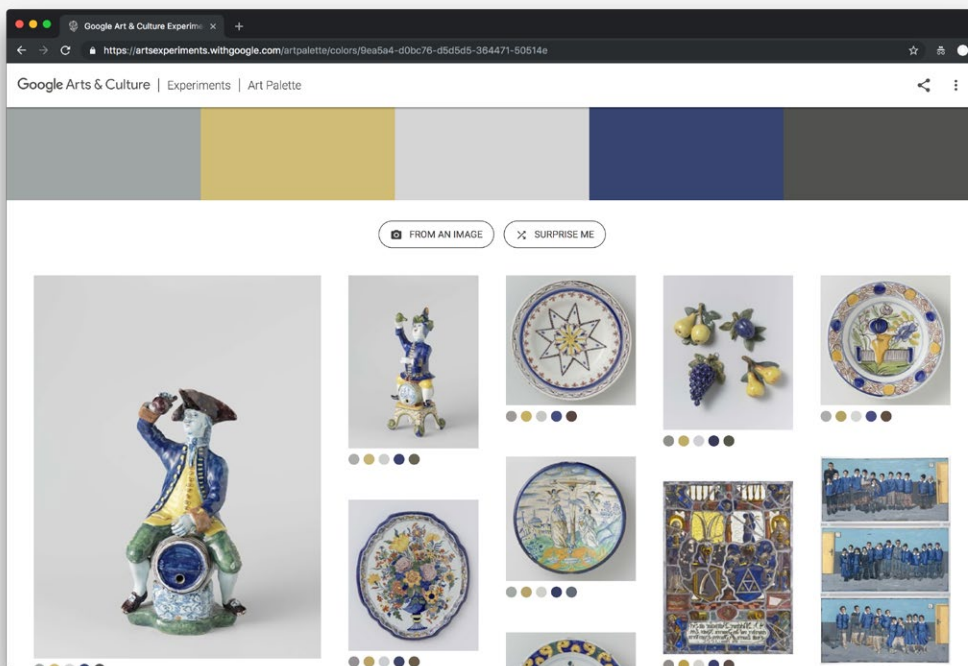 Google Art & Culture Experime
https://artsexperiments.withgoogle.com/artpalette/colors/9ea5a4-d0bc76-d5d5d5-364471-50514e
Google Arts & Culture | Experiments | Art Palette
FROM AN IMAGE
SURPRISE ME